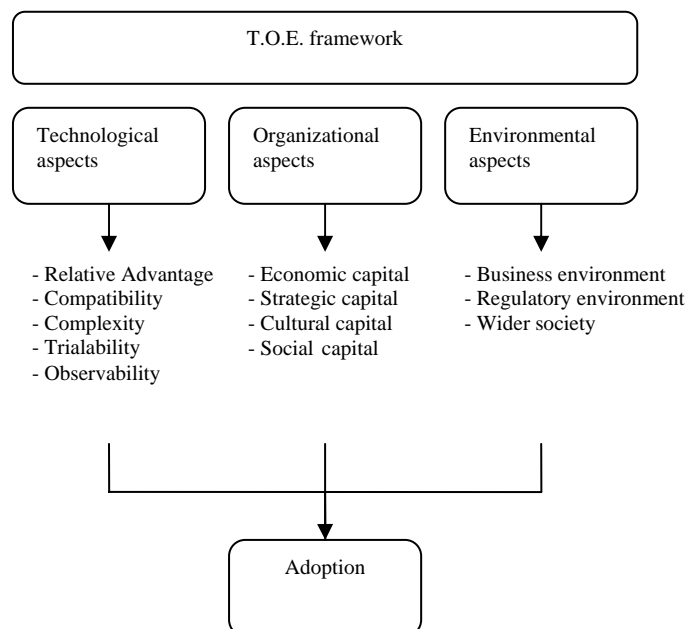 T.O.E. framework
Technological
aspects
Organizational
aspects
Environmental
aspects
- Relative Advantage
- Compatibility
- Complexity
- Trialability
- Observability
- Economic capital
- Strategic capital
- Cultural capital
- Social capital
- Business environment
- Regulatory environment
- Wider society
Adoption